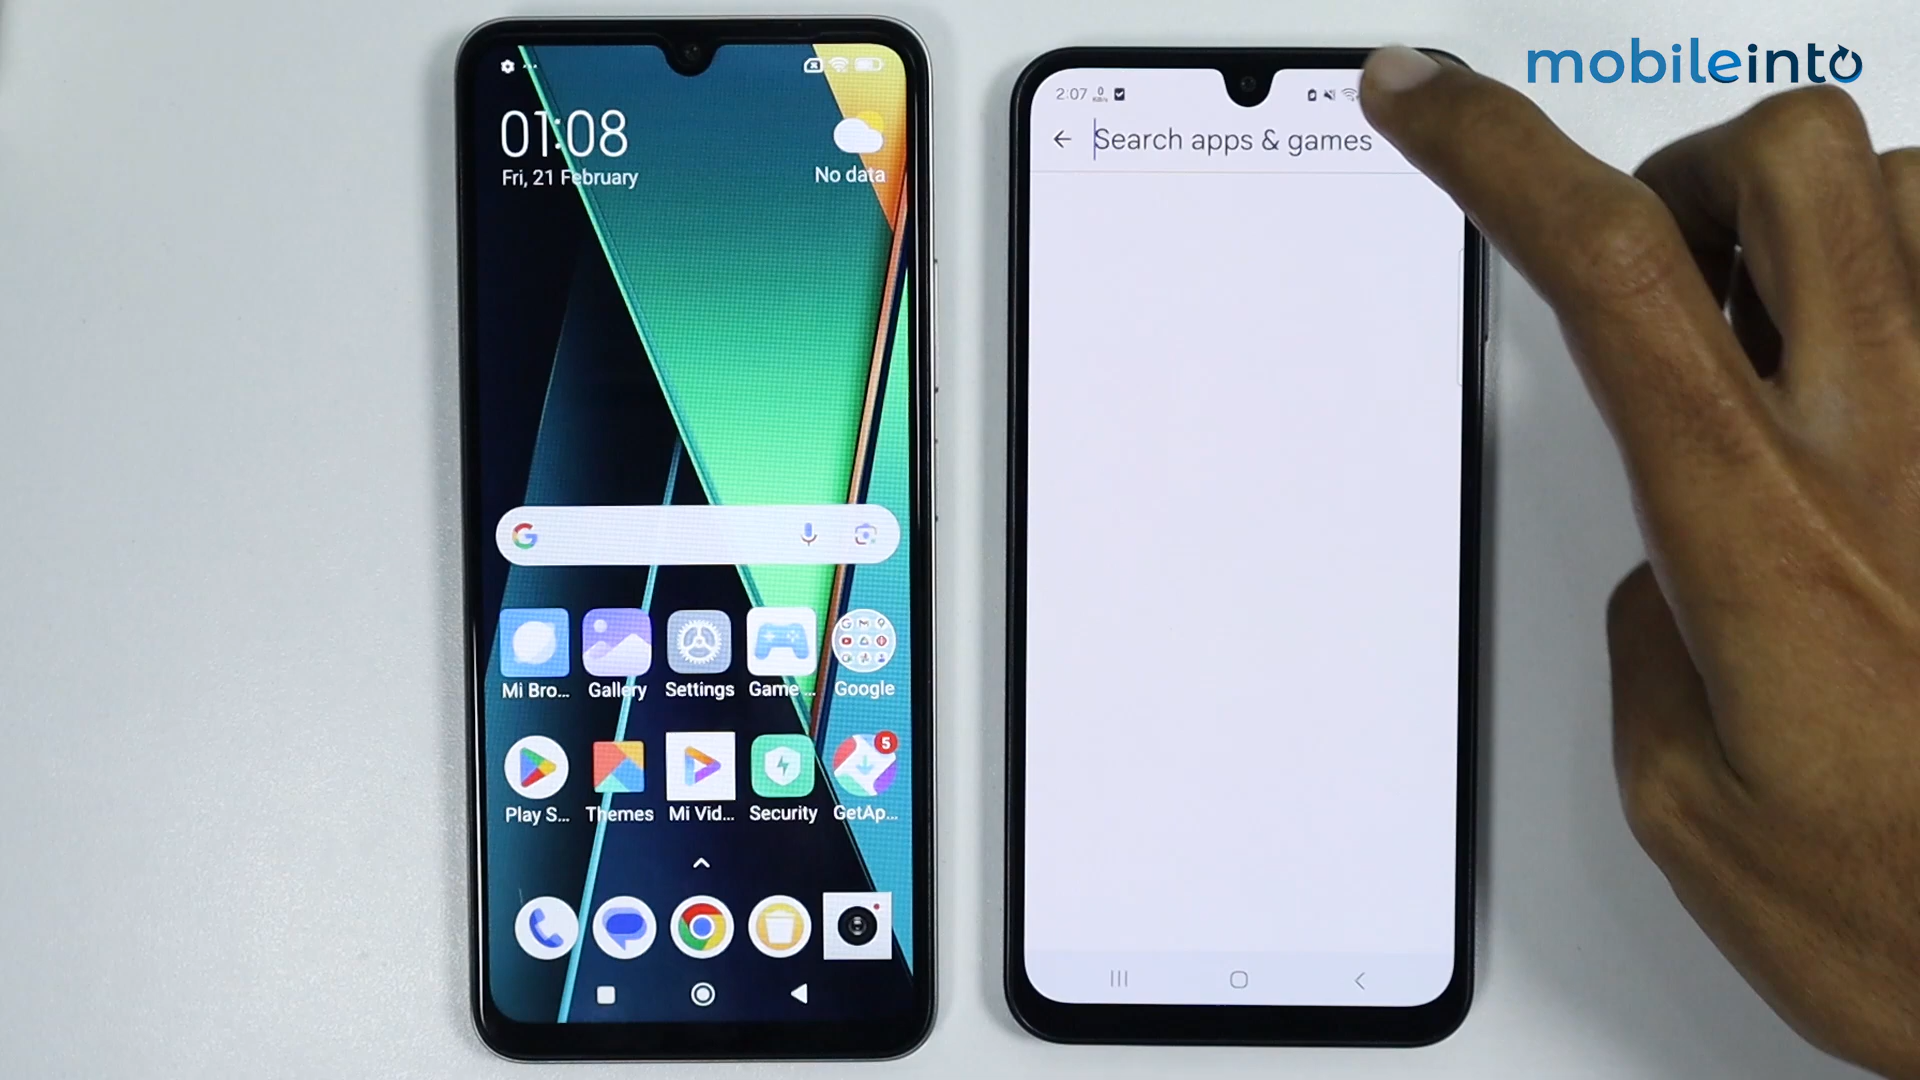 mobileinto
01:08
Fri, 21 February
No data
Mi Bro...
Gallery
Settings
Game ...
Google
5
Play S...
Themes
Mi Vid...
Security
GetAp...
2:07
Search apps & games